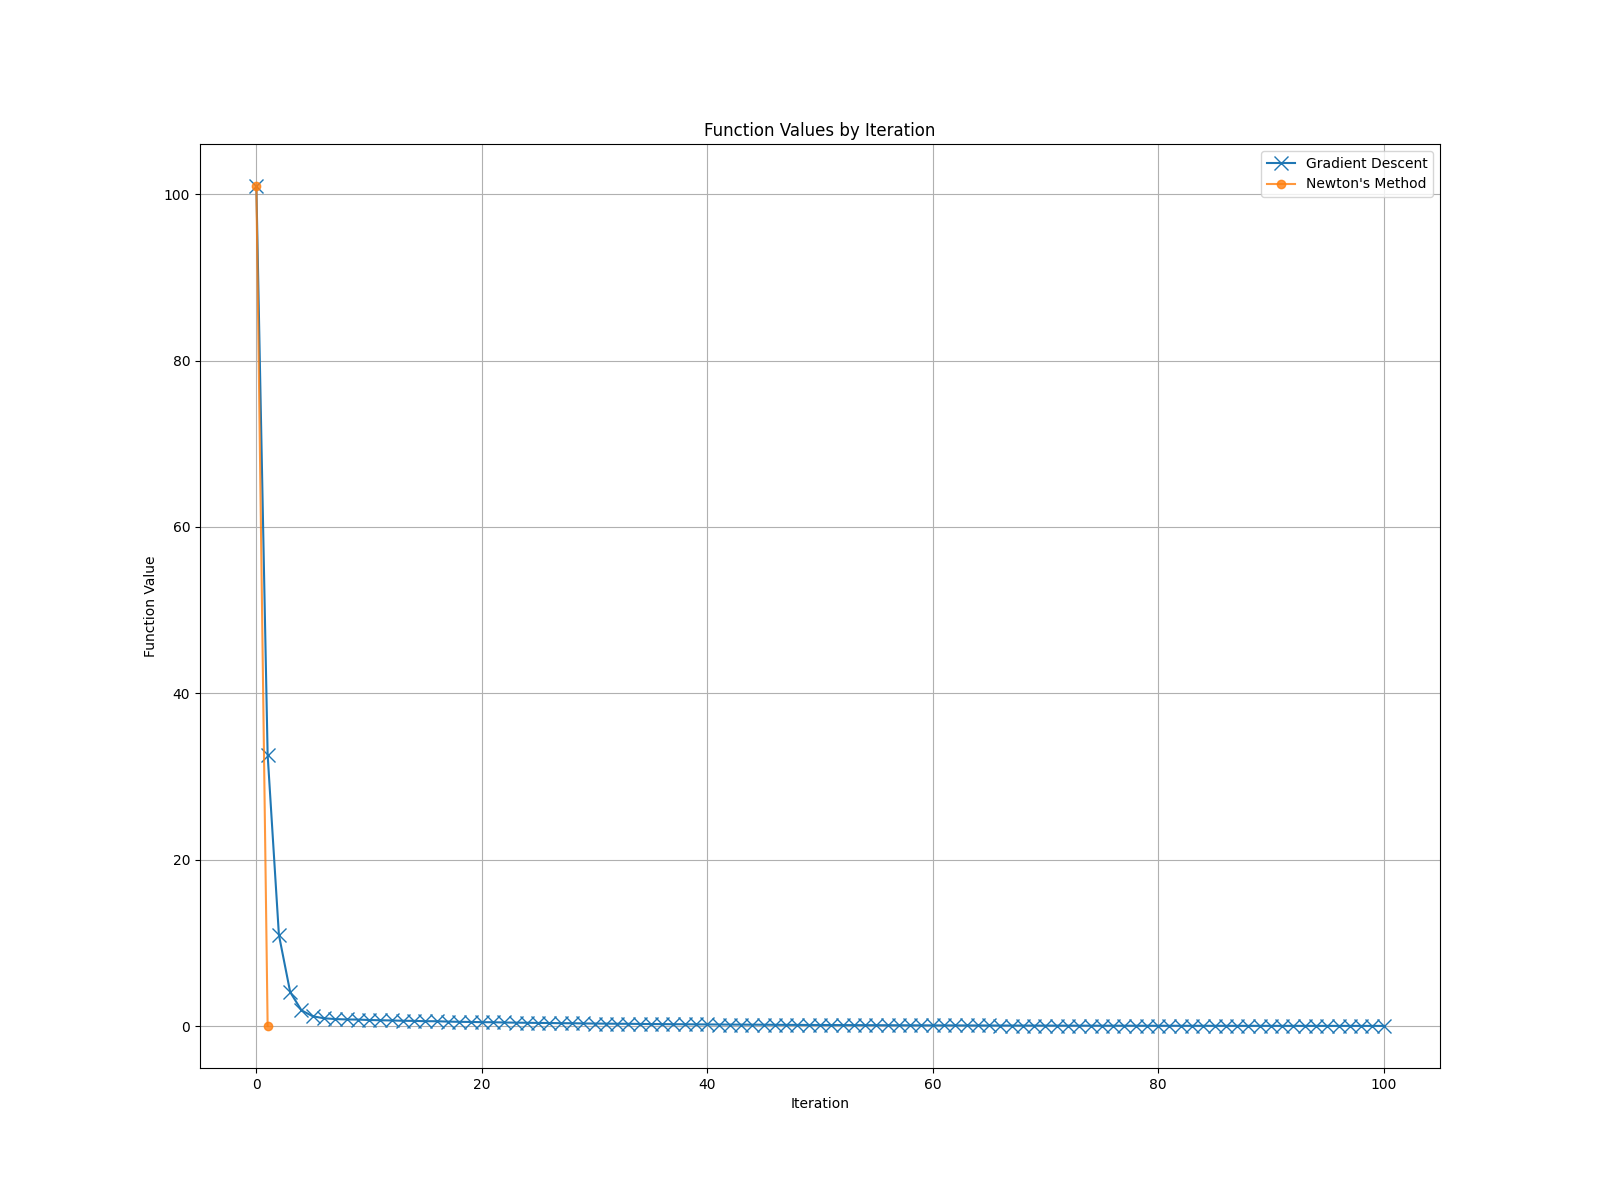 Function Values by Iteration
Gradient Descent
Newton's Method
100
80
60
40
20
0
Function Value
0 20 40 60 80 100
Iteration